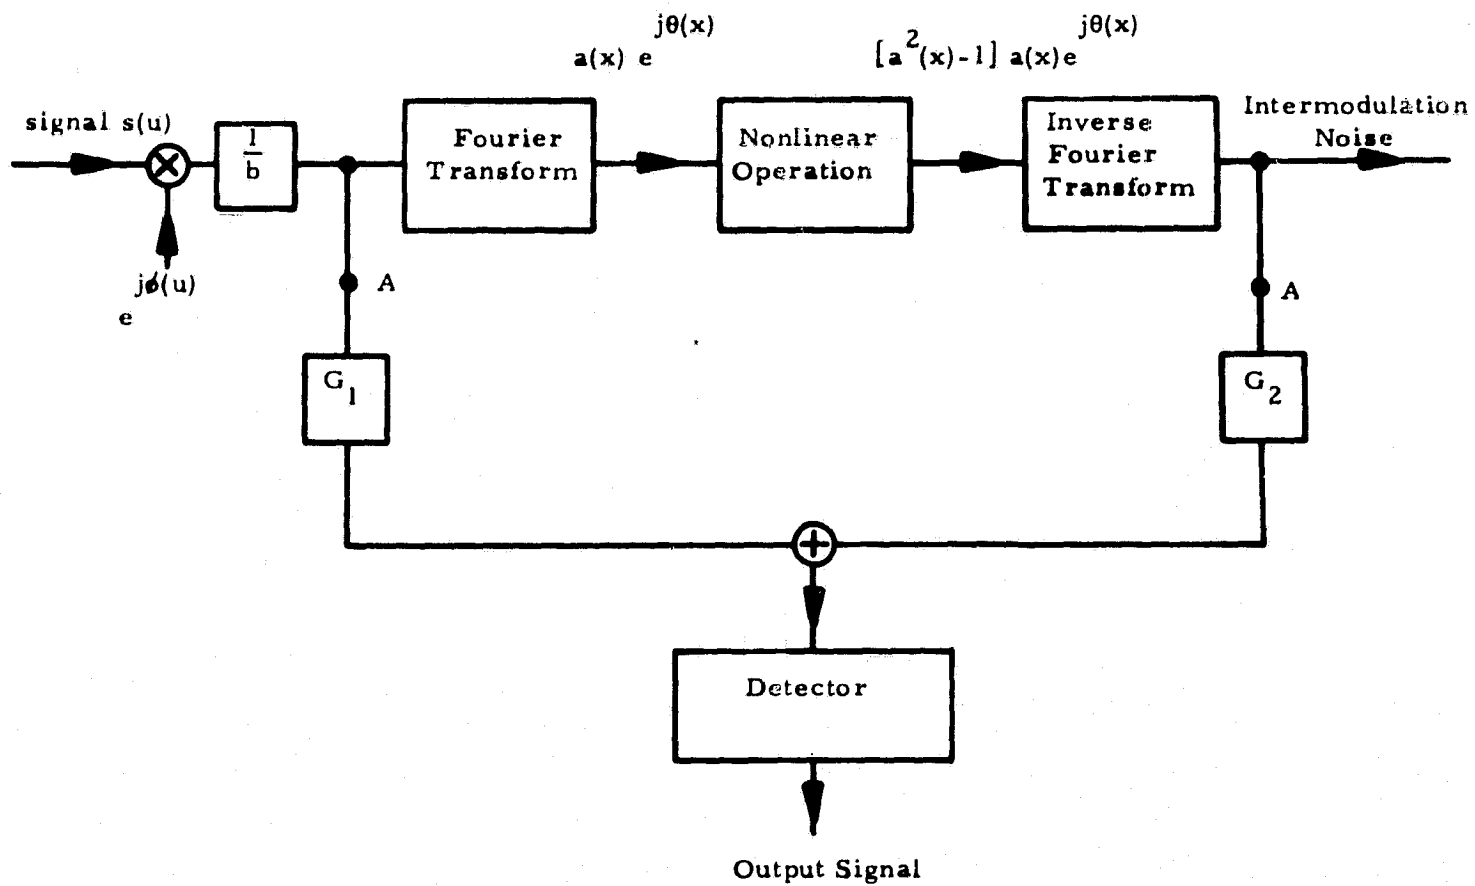 jθ(x)
a(x) e
jθ(x)
[a²(x)-1] a(x)e
signal s(u)
1
b
Fourier
Transform
Nonlinear
Operation
Inverse
Fourier
Transform
Intermodulation
Noise
jϕ(u)
e
A
A
G₁
G₂
Detector
Output Signal